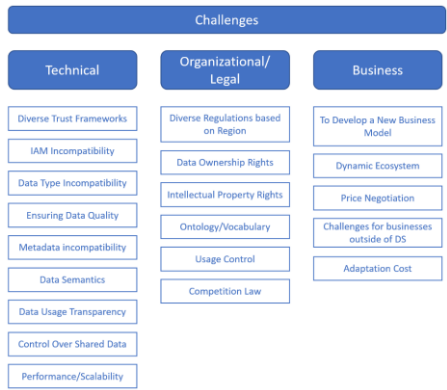 Challenges
Technical
Diverse Trust Frameworks
IAM Incompatibility
Data Type Incompatibility
Ensuring Data Quality
Metadata incompatibility
Data Semantics
Data Usage Transparency
Control Over Shared Data
Performance/Scalability
Organizational/
Legal
Diverse Regulations based
on Region
Data Ownership Rights
Intellectual Property Rights
Ontology/Vocabulary
Usage Control
Competition Law
Business
To Develop a New Business
Model
Dynamic Ecosystem
Price Negotiation
Challenges for businesses
outside of DS
Adaptation Cost